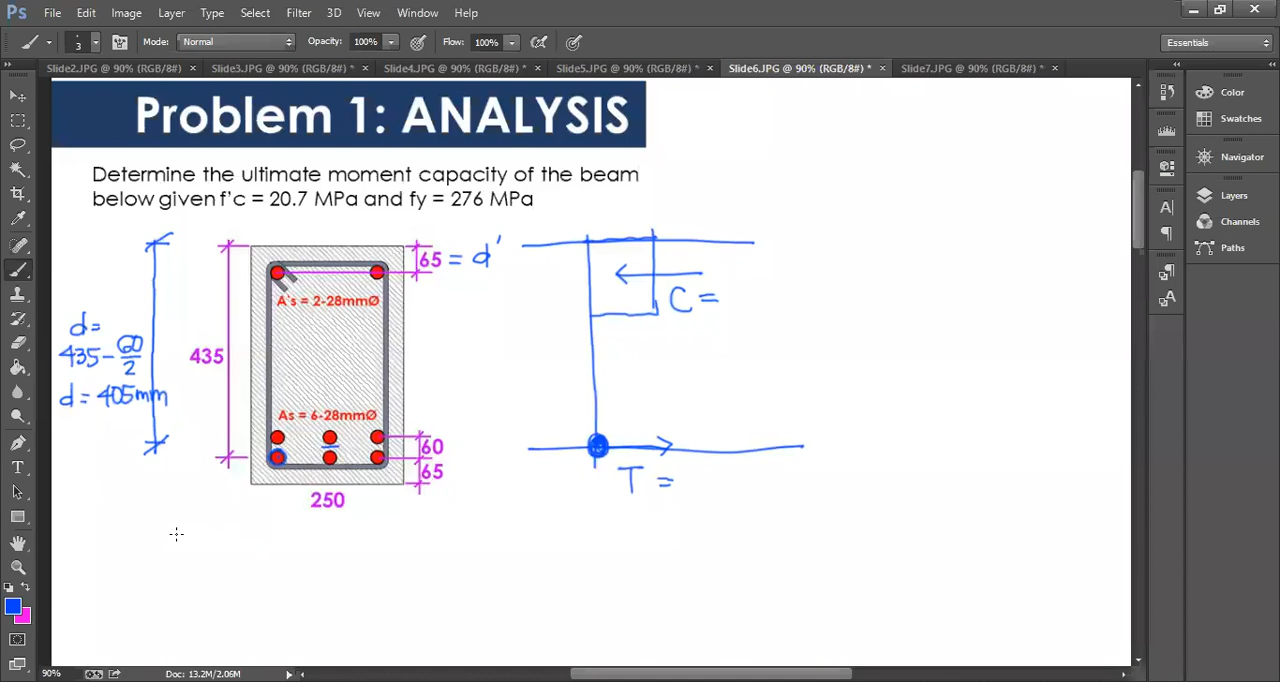 Ps File Edit Image Layer Type Select Filter 3D View Window Help
3 Mode: Normal Opacity: 100% Flow: 100% Essentials
Slide2.JPG @ 90% (RGB/8#) × Slide3.JPG @ 90% (RGB/8#) * × Slide4.JPG @ 90% (RGB/8#) * × Slide5.JPG @ 90% (RGB/8#) * × Slide6.JPG @ 90% (RGB/8#) * × Slide7.JPG @ 90% (RGB/8#) * ×
Problem 1: ANALYSIS
Determine the ultimate moment capacity of the beam
below given f'c = 20.7 MPa and fy = 276 MPa
65 = d'
A's = 2-28mmØ
C =
d =
435 - 60/2
d = 405mm
435
As = 6-28mmØ
60
65
T =
250
Color
Swatches
Navigator
Layers
Channels
Paths
90% Doc: 13.2M/2.06M